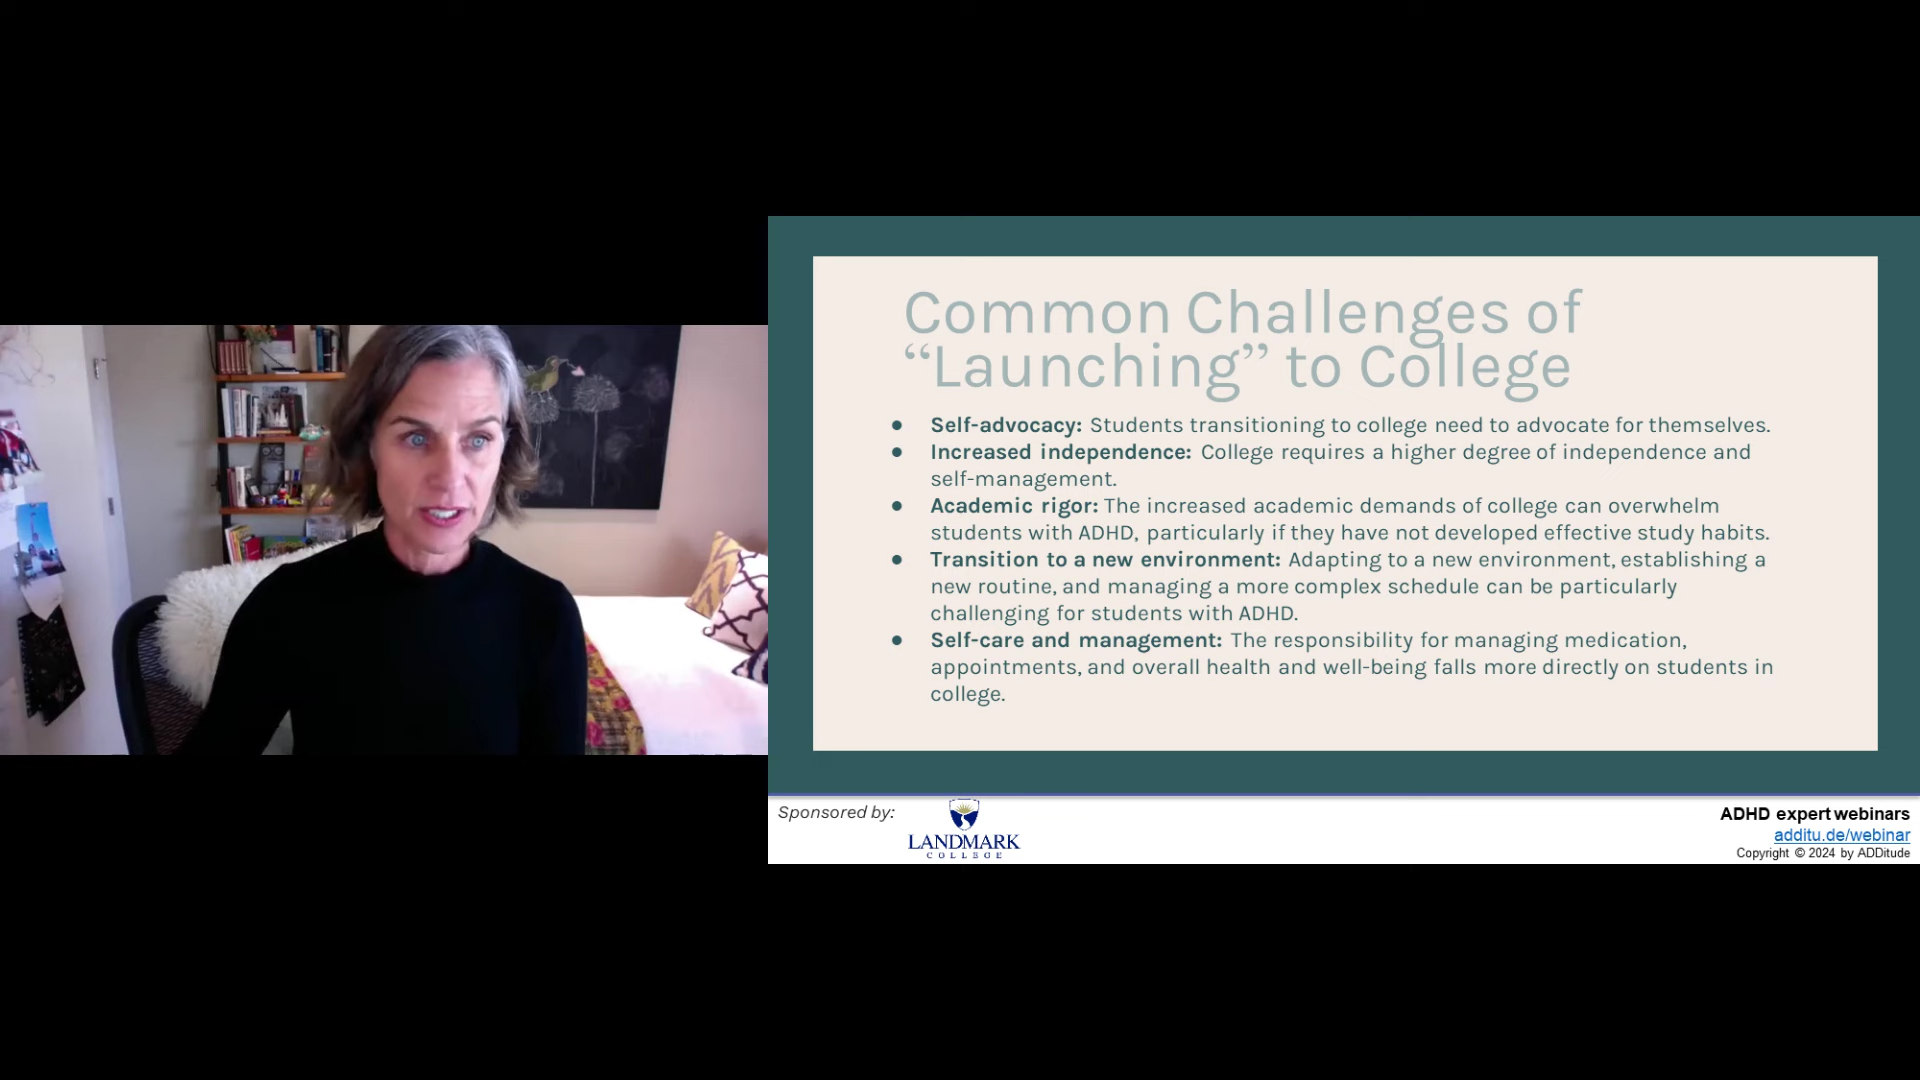 Common Challenges of
“Launching” to College
● Self-advocacy: Students transitioning to college need to advocate for themselves.
● Increased independence: College requires a higher degree of independence and
self-management.
● Academic rigor: The increased academic demands of college can overwhelm
students with ADHD, particularly if they have not developed effective study habits.
● Transition to a new environment: Adapting to a new environment, establishing a
new routine, and managing a more complex schedule can be particularly
challenging for students with ADHD.
● Self-care and management: The responsibility for managing medication,
appointments, and overall health and well-being falls more directly on students in
college.
Sponsored by:
LANDMARK
COLLEGE
ADHD expert webinars
additu.de/webinar
Copyright © 2024 by ADDitude